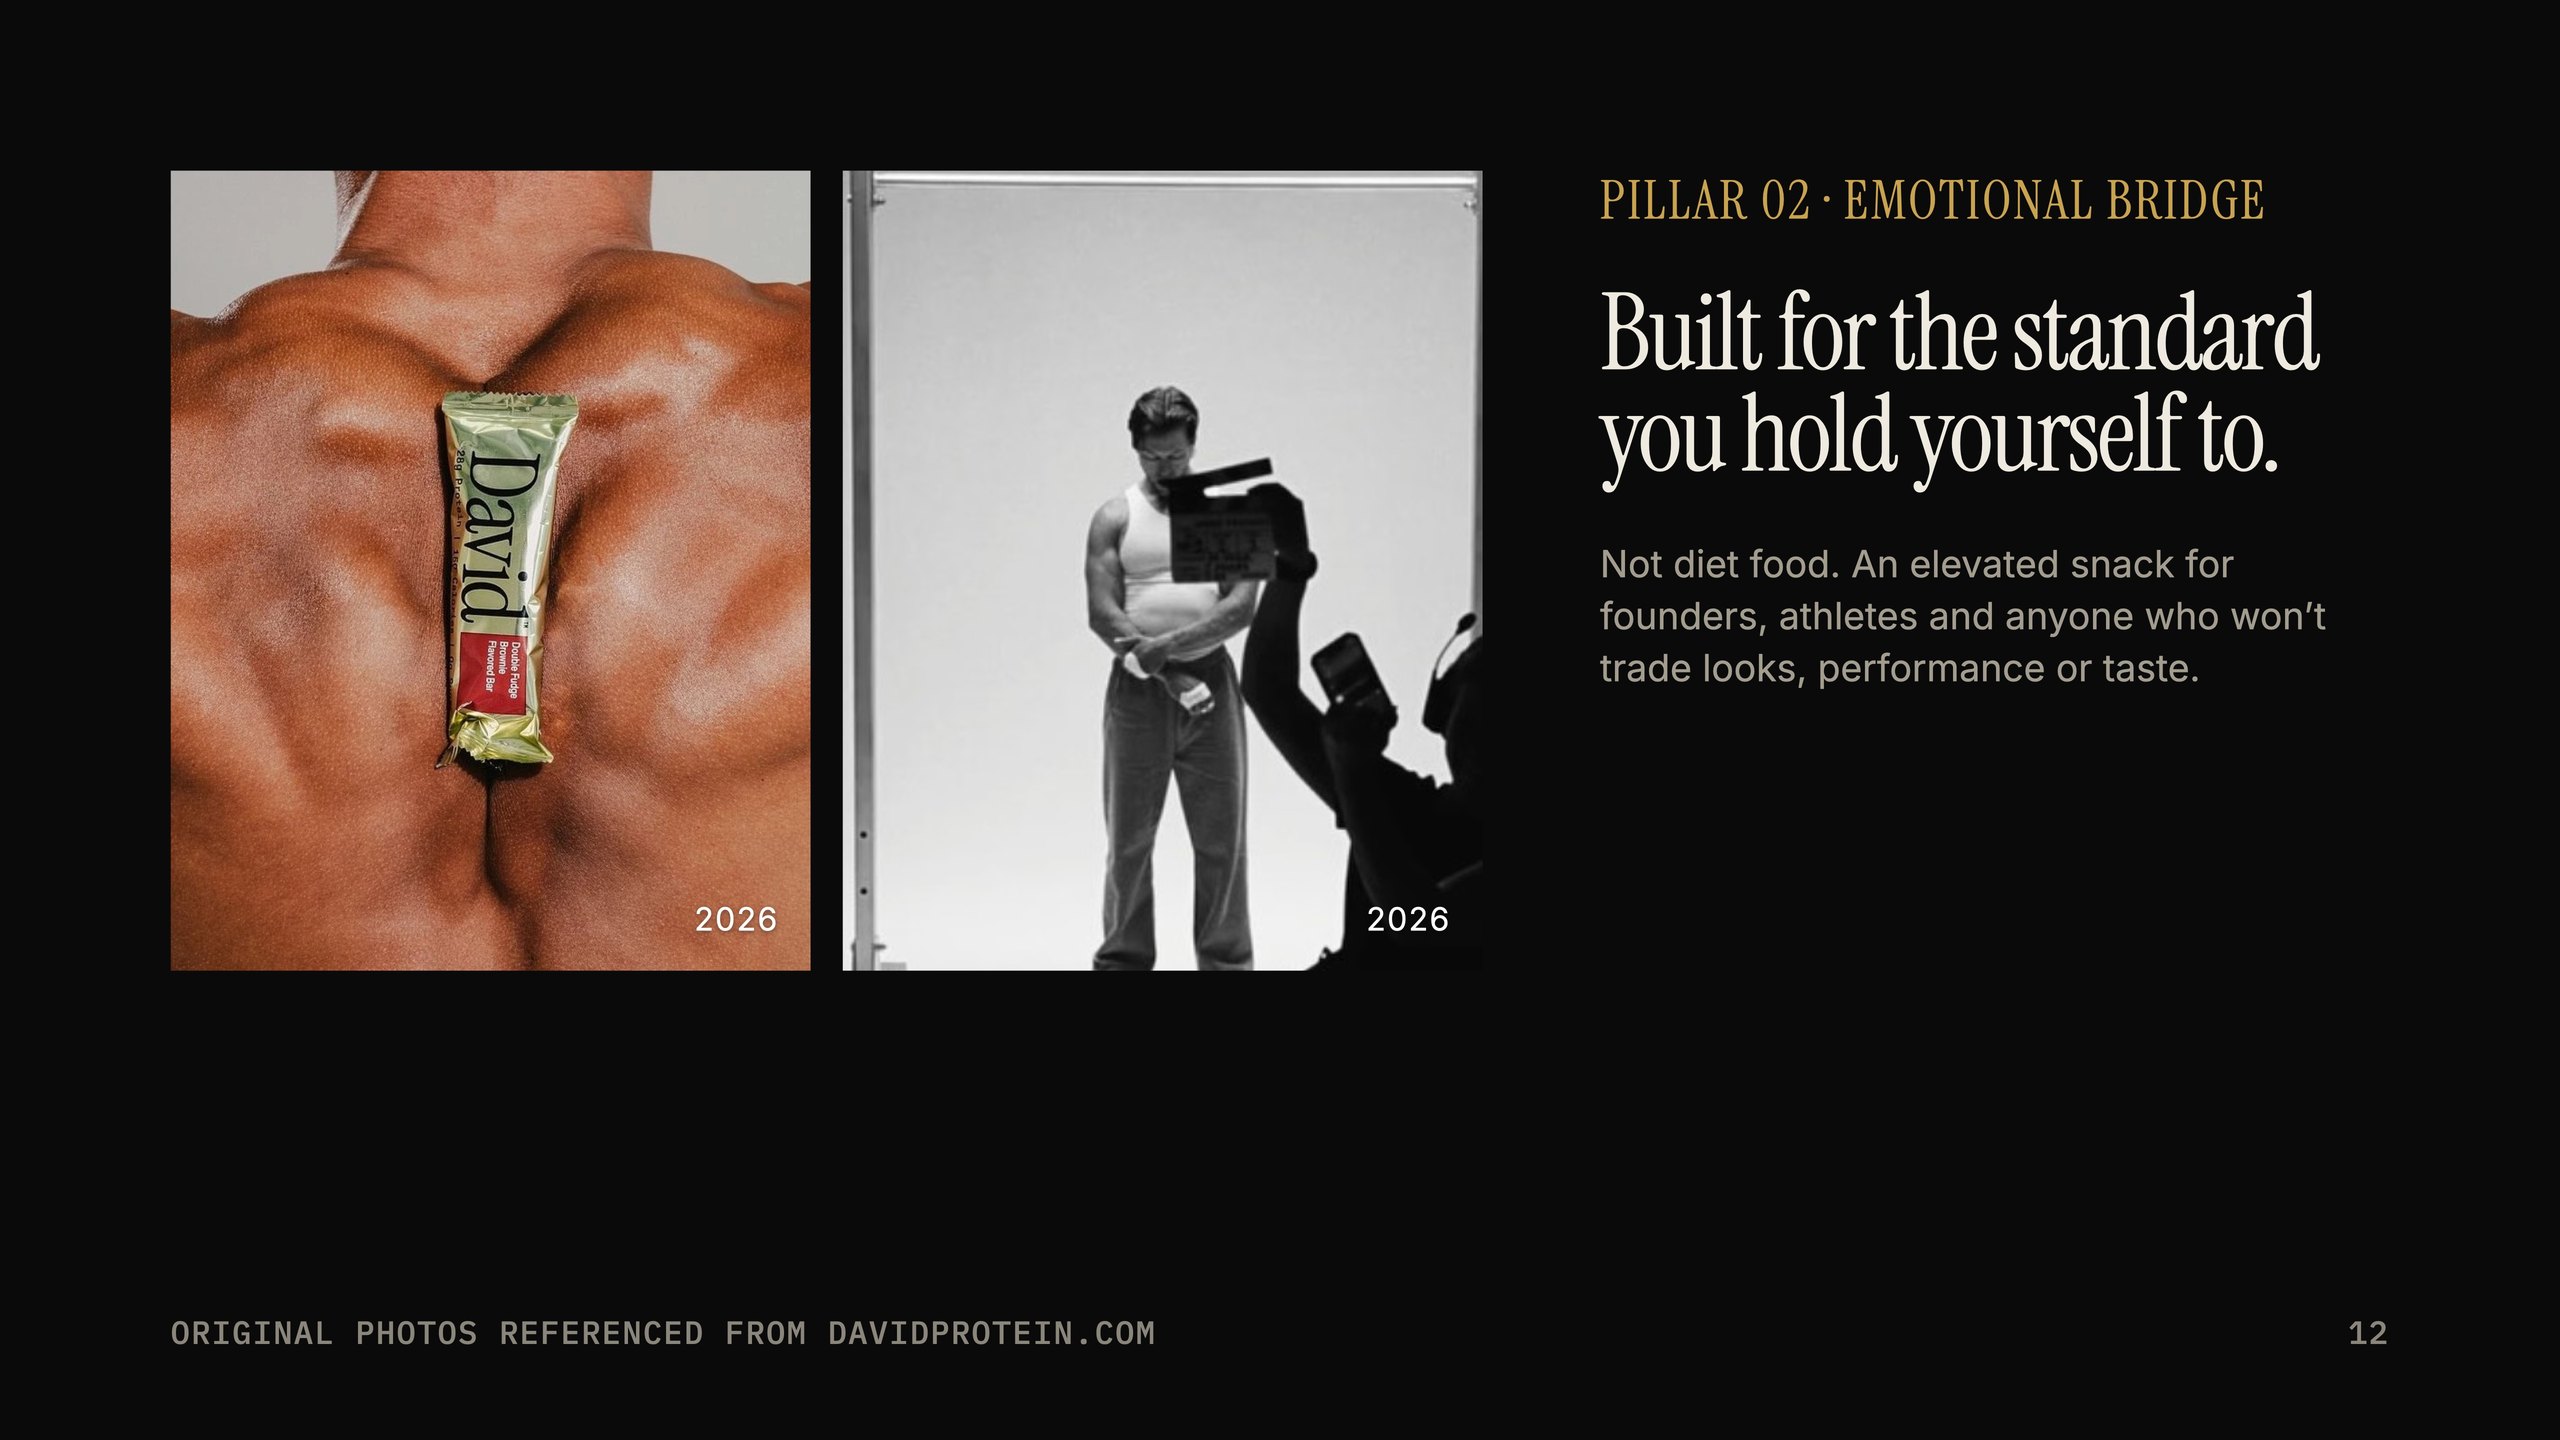 David™
28g Protein
Double Fudge
Brownie
Flavored Bar
2026
2026
PILLAR 02 · EMOTIONAL BRIDGE
Built for the standard
you hold yourself to.
Not diet food. An elevated snack for
founders, athletes and anyone who won’t
trade looks, performance or taste.
ORIGINAL PHOTOS REFERENCED FROM DAVIDPROTEIN.COM
12